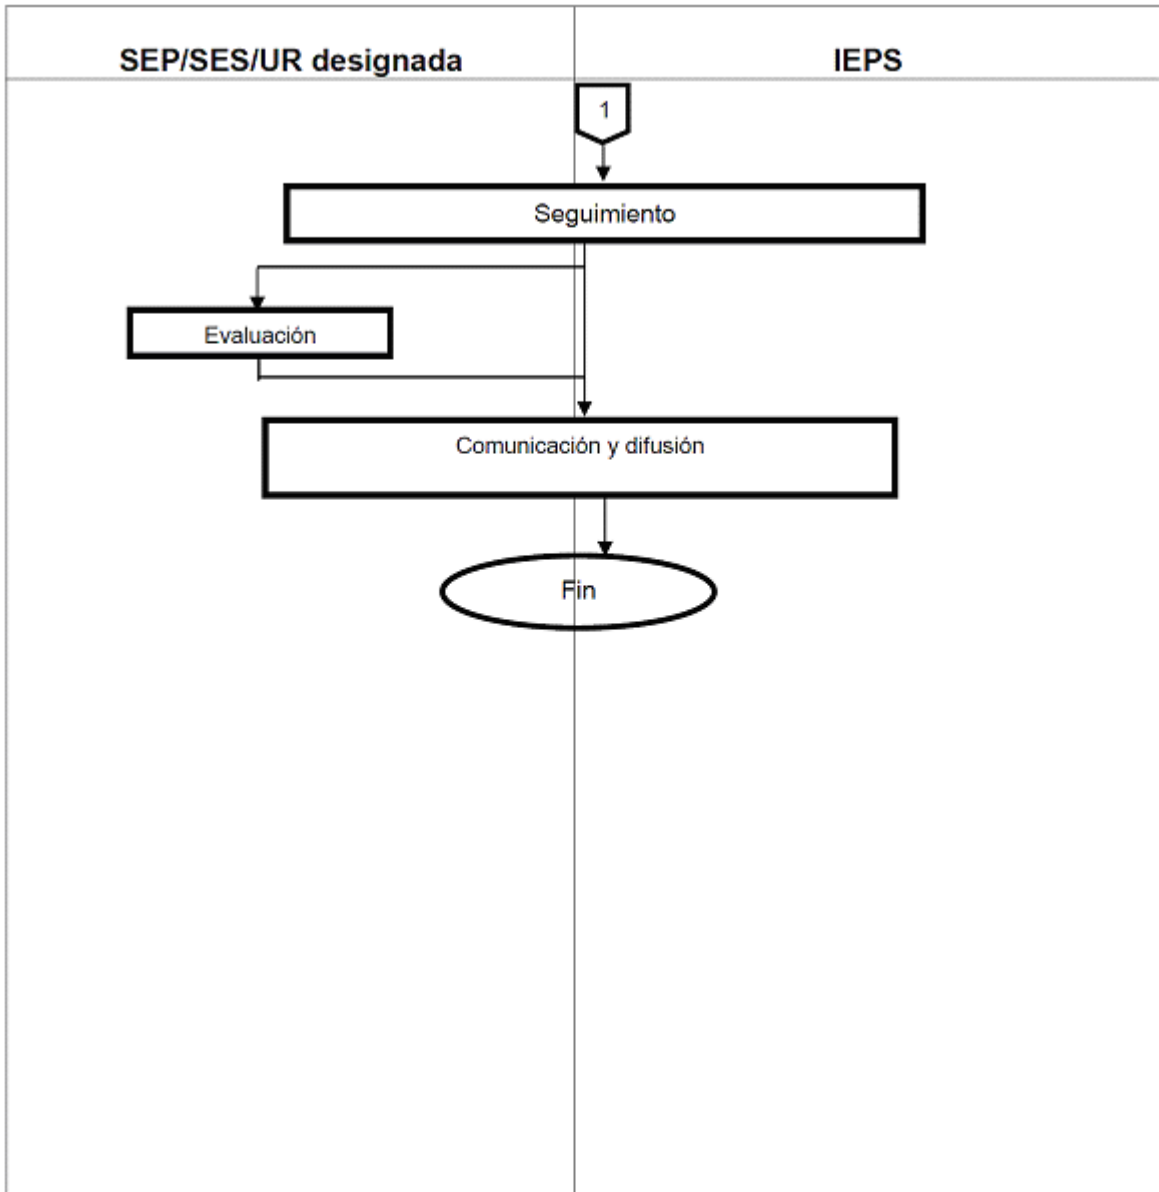 SEP/SES/UR designada
IEPS
1
Seguimiento
Evaluación
Comunicación y difusión
Fin